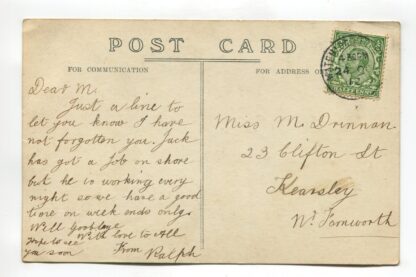 POST CARD
FOR COMMUNICATION
FOR ADDRESS ON
Dear M.
Just a line to
let you know I have
not forgotten you. Jack
has got a job on shore
but he is working every
night so we have a good
time on week ends only.
Well Goodbye
With love to All
hope to see
you soon
From Ralph
Miss M. Drinnan
23 Clifton St
Kearsley
Nr. Farnworth